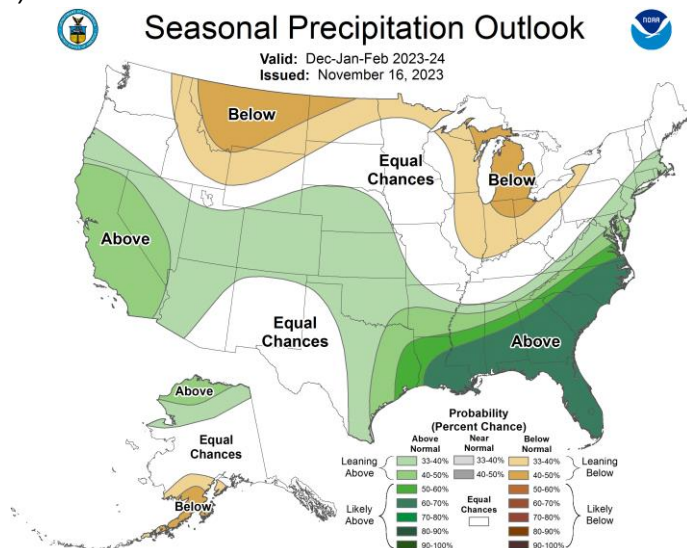 Seasonal Precipitation Outlook
NOAA
Valid: Dec-Jan-Feb 2023-24
Issued: November 16, 2023
Below
Equal
Chances
Below
Above
Equal
Chances
Above
Above
Equal
Chances
Below
Probability
(Percent Chance)
Above Normal
Near Normal
Below Normal
Leaning Above
33-40% 33-40% 33-40%
40-50% 40-50% 40-50%
Leaning Below
Likely Above
50-60% 50-60%
60-70% Equal Chances 60-70%
70-80% 70-80%
80-90% 80-90%
90-100% 90-100%
Likely Below